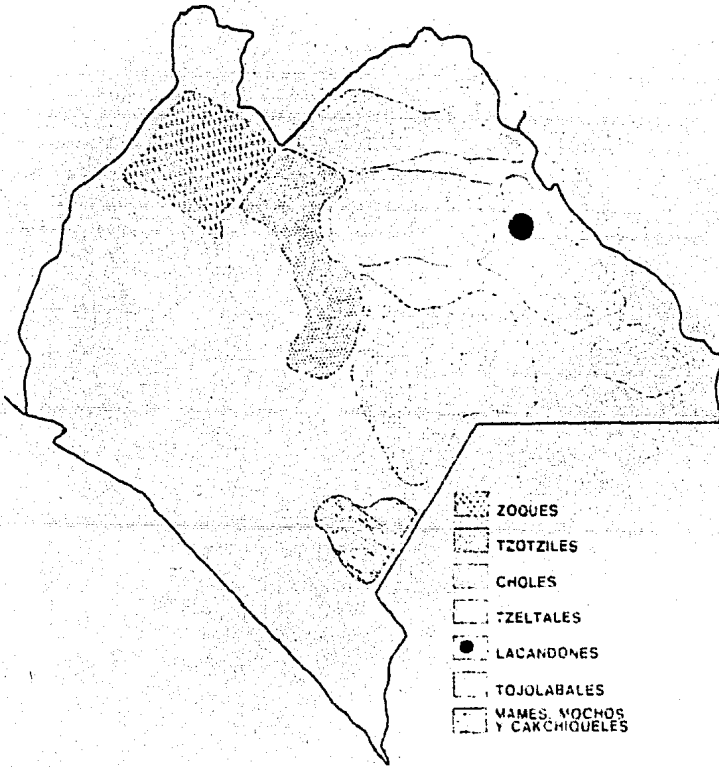 ZOQUES
TZOTZILES
CHOLES
TZELTALES
LACANDONES
TOJOLABALES
MAMES, MOCHOS
Y CAKCHIQUELES